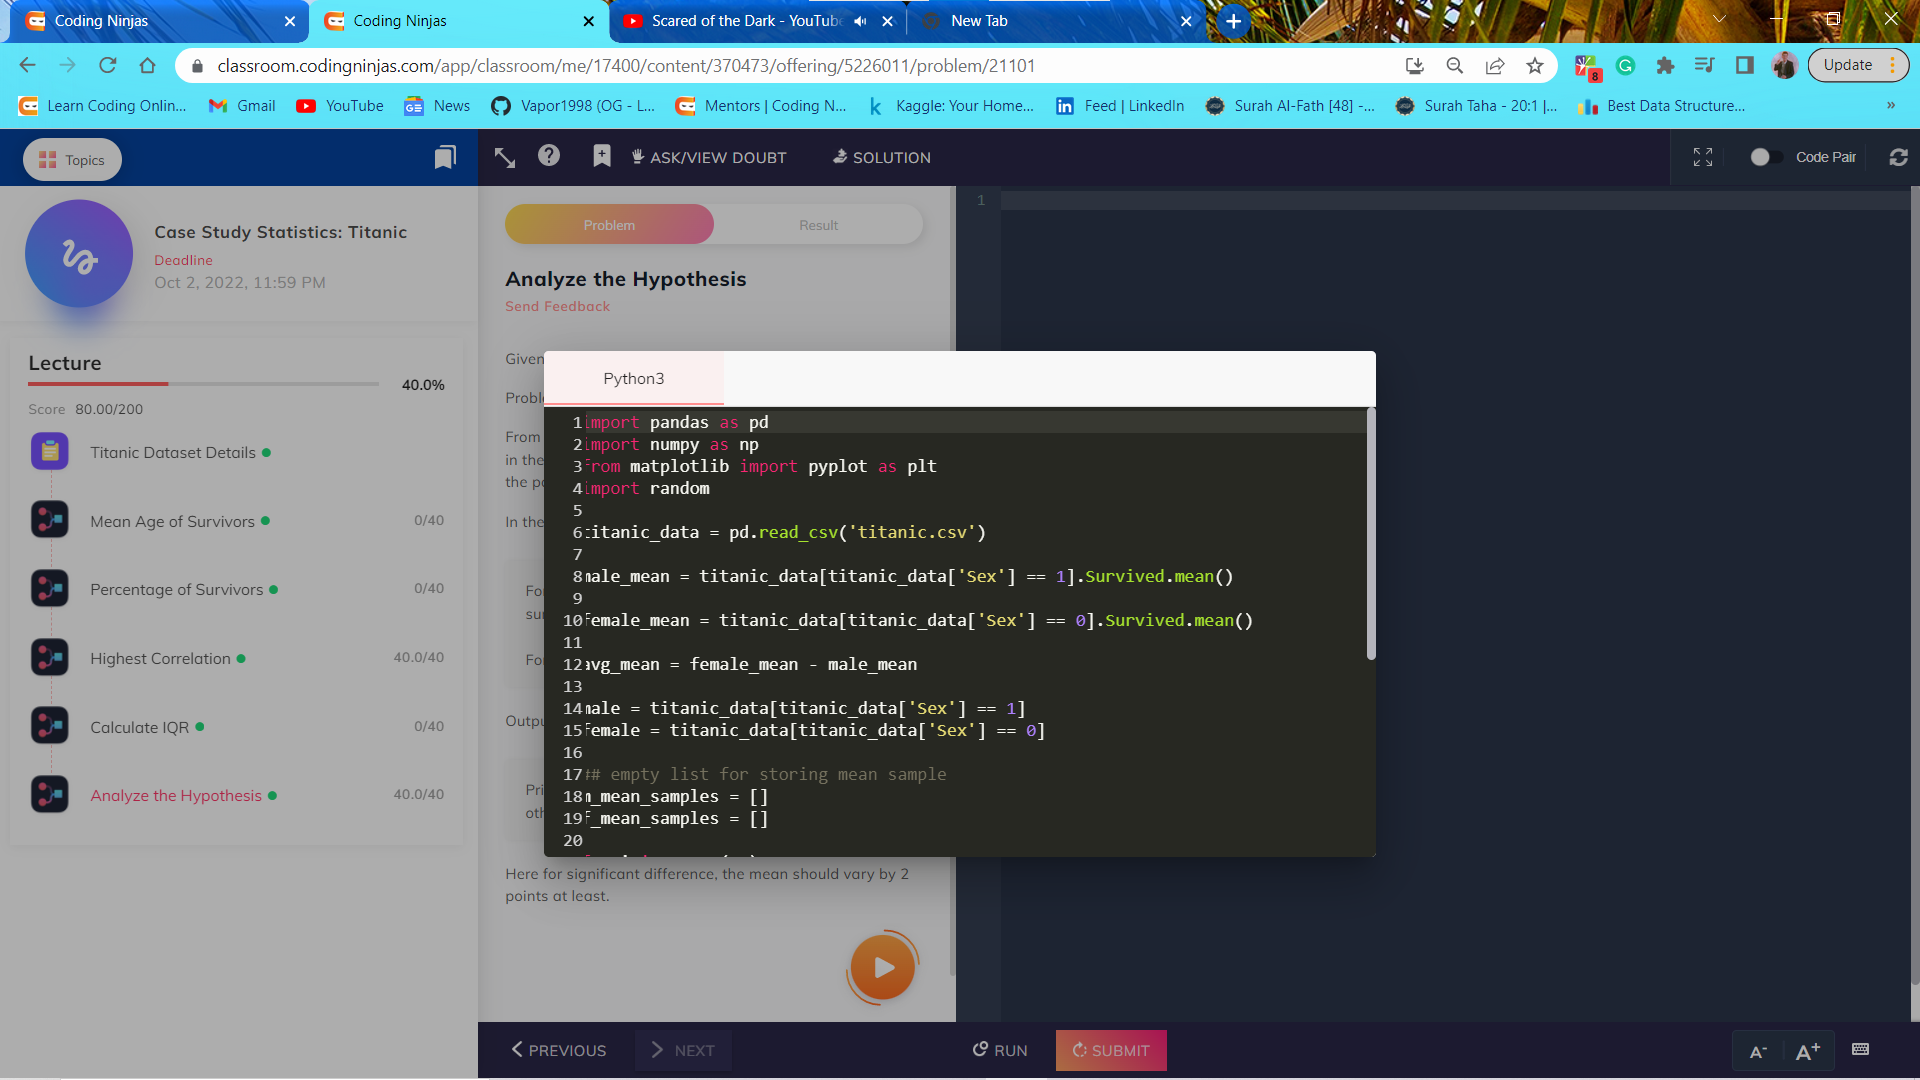 Coding Ninjas
Coding Ninjas
Scared of the Dark - YouTube
New Tab
classroom.codingninjas.com/app/classroom/me/17400/content/370473/offering/5226011/problem/21101
8
Update
Learn Coding Onlin...
Gmail
YouTube
News
Vapor1998 (OG - L...
Mentors | Coding N...
Kaggle: Your Home...
Feed | LinkedIn
Surah Al-Fath [48] -...
Surah Taha - 20:1 |...
Best Data Structure...
»
Topics
ASK/VIEW DOUBT
SOLUTION
Code Pair
Case Study Statistics: Titanic
Deadline
Oct 2, 2022, 11:59 PM
Lecture
40.0%
Score 80.00/200
Titanic Dataset Details
Mean Age of Survivors
0/40
Percentage of Survivors
0/40
Highest Correlation
40.0/40
Calculate IQR
0/40
Analyze the Hypothesis
40.0/40
Problem
Result
Analyze the Hypothesis
Send Feedback
Given
Proble
From
in the
the po
In the
For
sur
For
Outpu
Pri
oth
Here for significant difference, the mean should vary by 2
points at least.
1
Python3
1 import pandas as pd
2 import numpy as np
3 from matplotlib import pyplot as plt
4 import random
5
6 titanic_data = pd.read_csv('titanic.csv')
7
8 male_mean = titanic_data[titanic_data['Sex'] == 1].Survived.mean()
9
10 female_mean = titanic_data[titanic_data['Sex'] == 0].Survived.mean()
11
12 avg_mean = female_mean - male_mean
13
14 male = titanic_data[titanic_data['Sex'] == 1]
15 female = titanic_data[titanic_data['Sex'] == 0]
16
17 ## empty list for storing mean sample
18 m_mean_samples = []
19 f_mean_samples = []
20
PREVIOUS
NEXT
RUN
SUBMIT
A-
A+